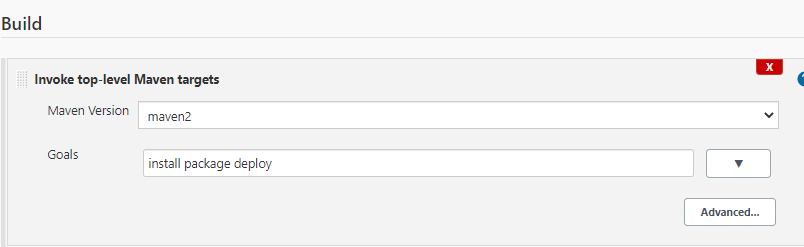 Build
Invoke top-level Maven targets
X
Maven Version
maven2
Goals
install package deploy
Advanced...